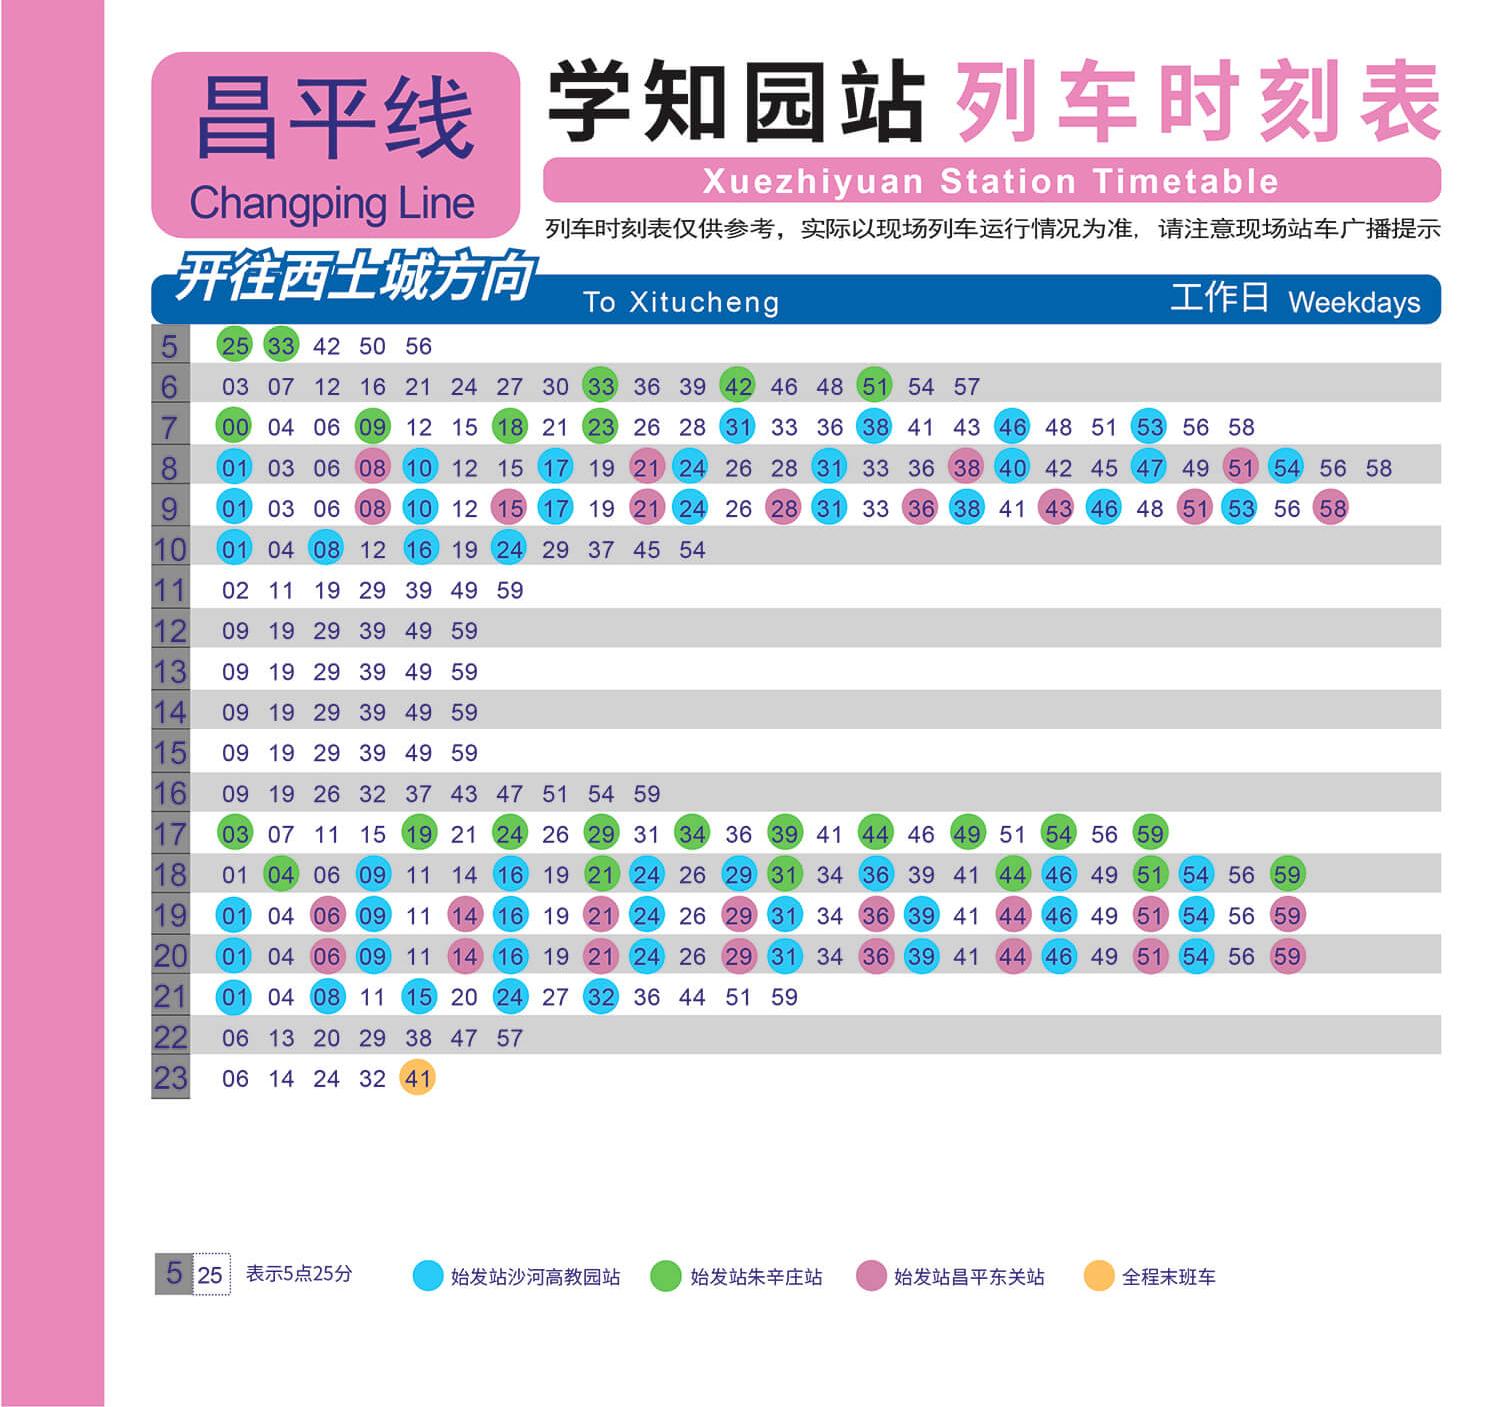 昌平线
Changping Line
学知园站 列车时刻表
Xuezhiyuan Station Timetable
列车时刻表仅供参考，实际以现场列车运行情况为准，请注意现场站车广播提示
开往西土城方向 To Xitucheng 工作日 Weekdays
5 25 33 42 50 56
6 03 07 12 16 21 24 27 30 33 36 39 42 46 48 51 54 57
7 00 04 06 09 12 15 18 21 23 26 28 31 33 36 38 41 43 46 48 51 53 56 58
8 01 03 06 08 10 12 15 17 19 21 24 26 28 31 33 36 38 40 42 45 47 49 51 54 56 58
9 01 03 06 08 10 12 15 17 19 21 24 26 28 31 33 36 38 41 43 46 48 51 53 56 58
10 01 04 08 12 16 19 24 29 37 45 54
11 02 11 19 29 39 49 59
12 09 19 29 39 49 59
13 09 19 29 39 49 59
14 09 19 29 39 49 59
15 09 19 29 39 49 59
16 09 19 26 32 37 43 47 51 54 59
17 03 07 11 15 19 21 24 26 29 31 34 36 39 41 44 46 49 51 54 56 59
18 01 04 06 09 11 14 16 19 21 24 26 29 31 34 36 39 41 44 46 49 51 54 56 59
19 01 04 06 09 11 14 16 19 21 24 26 29 31 34 36 39 41 44 46 49 51 54 56 59
20 01 04 06 09 11 14 16 19 21 24 26 29 31 34 36 39 41 44 46 49 51 54 56 59
21 01 04 08 11 15 20 24 27 32 36 44 51 59
22 06 13 20 29 38 47 57
23 06 14 24 32 41
5 25 表示5点25分 始发站沙河高教园站 始发站朱辛庄站 始发站昌平东关站 全程末班车